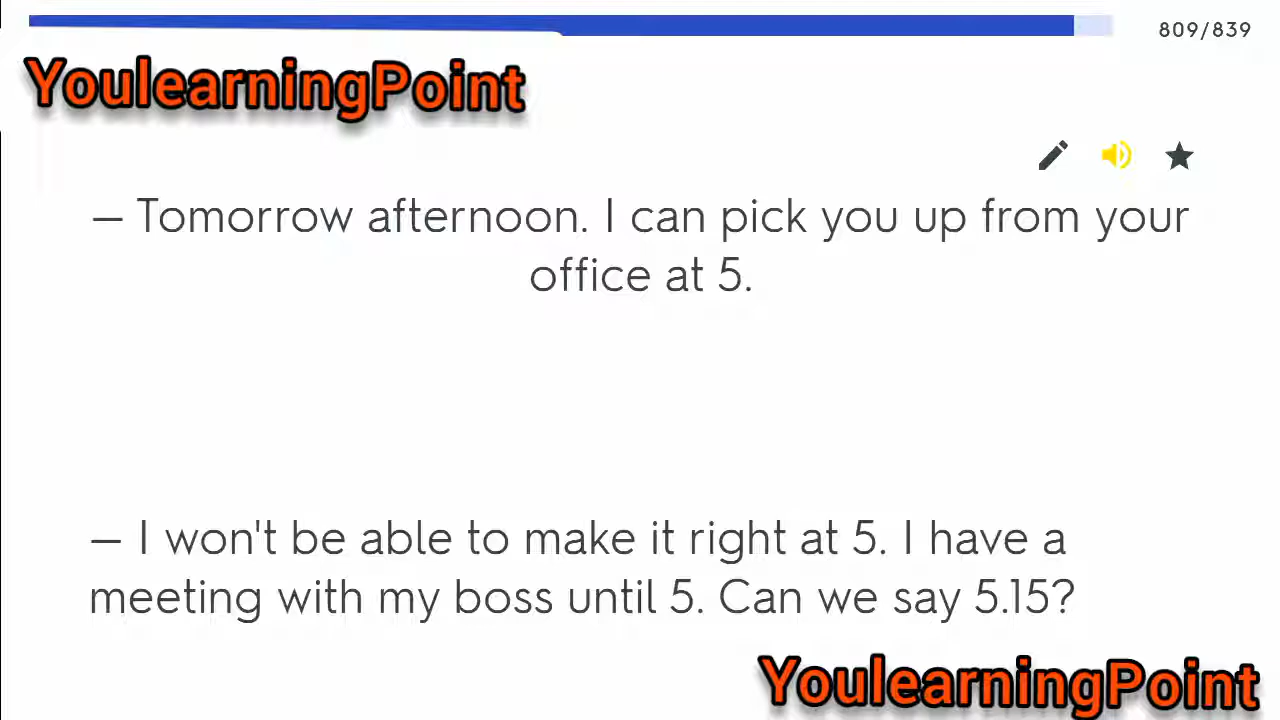 809/839
YoulearningPoint
– Tomorrow afternoon. I can pick you up from your
office at 5.
– I won't be able to make it right at 5. I have a
meeting with my boss until 5. Can we say 5.15?
YoulearningPoint